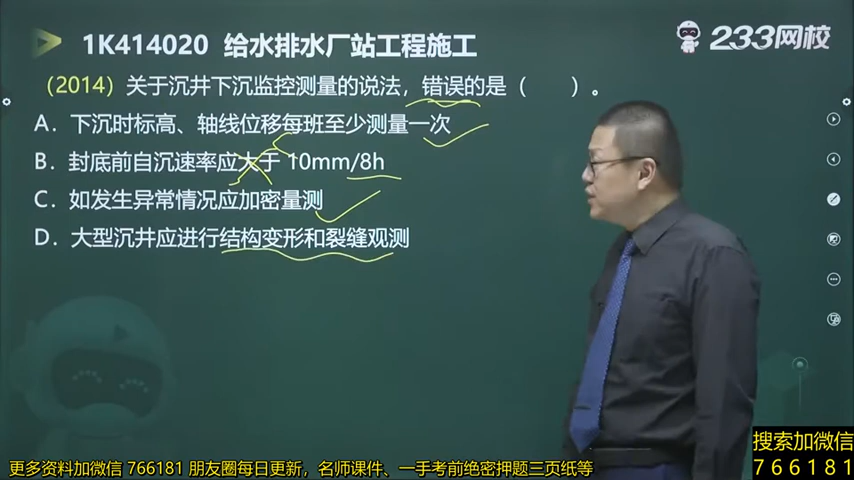 1K414020 给水排水厂站工程施工
233网校
（2014）关于沉井下沉监控测量的说法，错误的是（　　）。
A．下沉时标高、轴线位移每班至少测量一次
B．封底前自沉速率应大于 10mm/8h
C．如发生异常情况应加密量测
D．大型沉井应进行结构变形和裂缝观测
搜索加微信
766181
更多资料加微信 766181 朋友圈每日更新，名师课件、一手考前绝密押题三页纸等